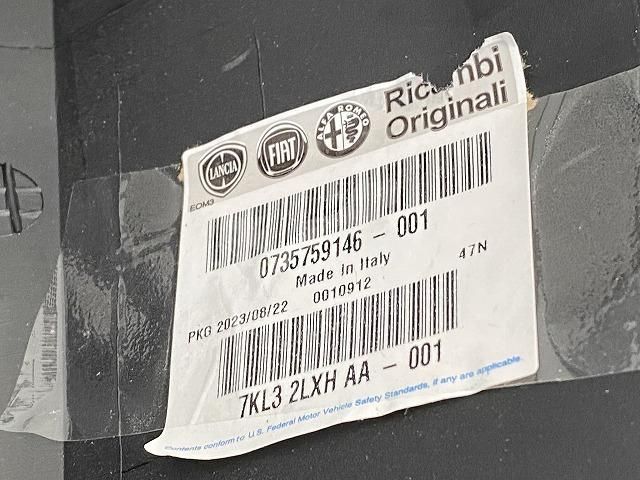 Ricambi
Originali
LANCIA
FIAT
ALFA ROMEO
EOM3
0735759146 - 001
Made In Italy
47N
PKG 2023/08/22
0010912
7KL3 2LXH AA - 001
Contents conform to U.S. Federal Motor Vehicle Safety Standards, if any are applicable.